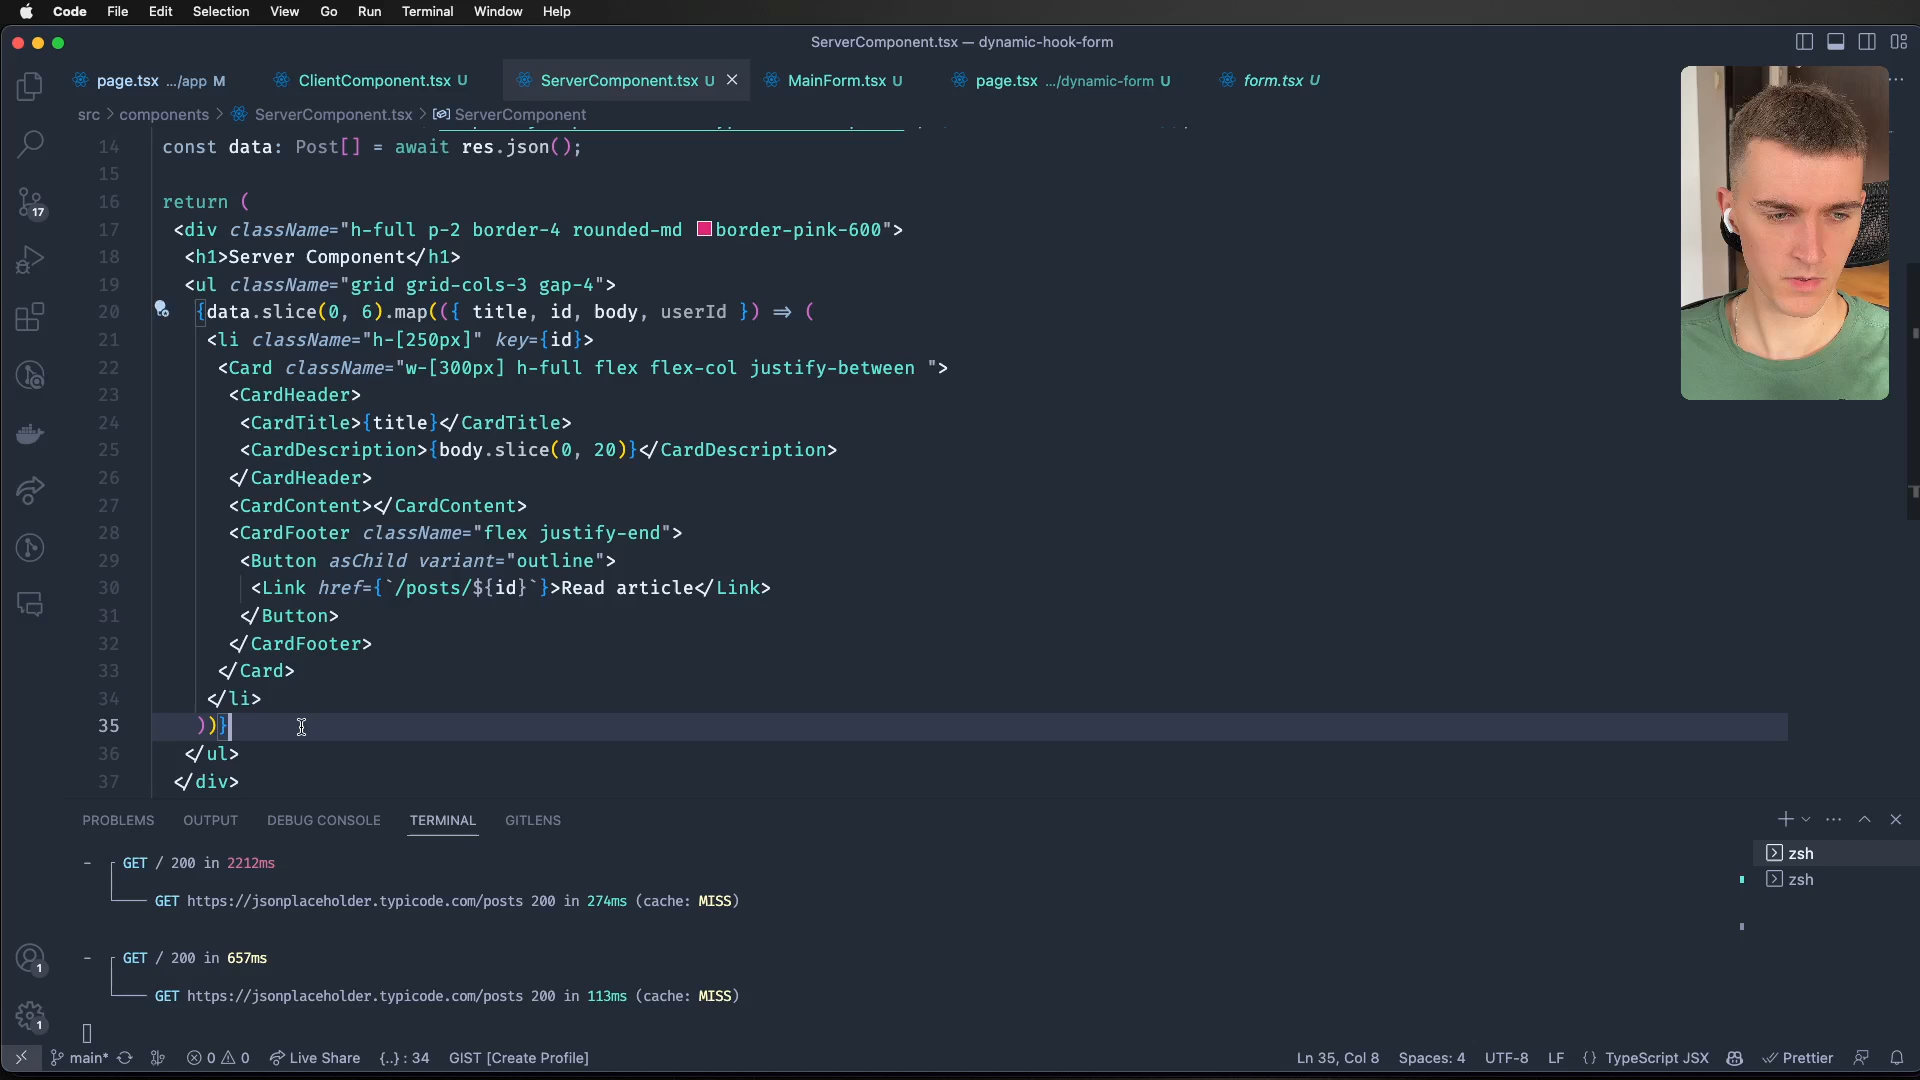 Code File Edit Selection View Go Run Terminal Window Help
ServerComponent.tsx — dynamic-hook-form
page.tsx .../app M ClientComponent.tsx U ServerComponent.tsx U MainForm.tsx U page.tsx .../dynamic-form U form.tsx U
src > components > ServerComponent.tsx > ServerComponent
14 const data: Post[] = await res.json();
15
16 return (
17 <div className="h-full p-2 border-4 rounded-md border-pink-600">
18 <h1>Server Component</h1>
19 <ul className="grid grid-cols-3 gap-4">
20 {data.slice(0, 6).map(({ title, id, body, userId }) => (
21 <li className="h-[250px]" key={id}>
22 <Card className="w-[300px] h-full flex flex-col justify-between ">
23 <CardHeader>
24 <CardTitle>{title}</CardTitle>
25 <CardDescription>{body.slice(0, 20)}</CardDescription>
26 </CardHeader>
27 <CardContent></CardContent>
28 <CardFooter className="flex justify-end">
29 <Button asChild variant="outline">
30 <Link href={`/posts/${id}`}>Read article</Link>
31 </Button>
32 </CardFooter>
33 </Card>
34 </li>
35 ))}
36 </ul>
37 </div>
17
PROBLEMS OUTPUT DEBUG CONSOLE TERMINAL GITLENS
- GET / 200 in 2212ms
GET https://jsonplaceholder.typicode.com/posts 200 in 274ms (cache: MISS)
- GET / 200 in 657ms
GET https://jsonplaceholder.typicode.com/posts 200 in 113ms (cache: MISS)
zsh
zsh
1
1
main* 0 0 Live Share {..} : 34 GIST [Create Profile] Ln 35, Col 8 Spaces: 4 UTF-8 LF {} TypeScript JSX Prettier